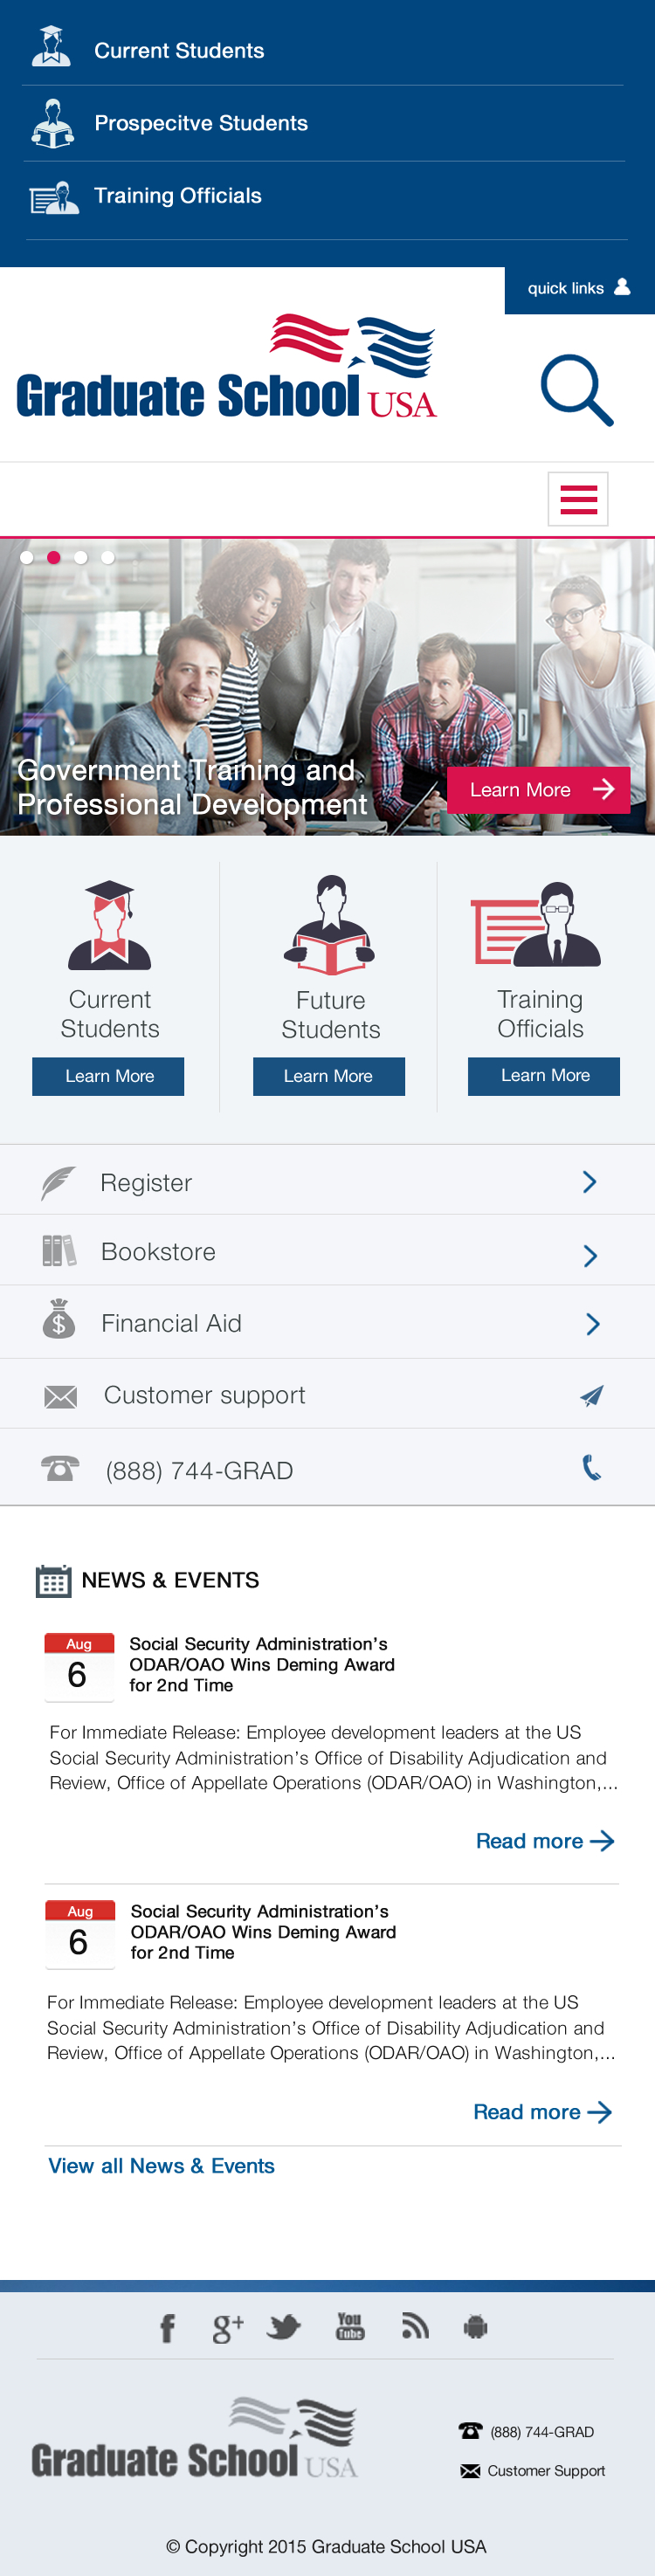 Current Students
Prospecitve Students
Training Officials
quick links
Graduate School USA
Government Training and
Professional Development
Learn More
Current
Students
Learn More
Future
Students
Learn More
Training
Officials
Learn More
Register
Bookstore
$
Financial Aid
Customer support
(888) 744-GRAD
NEWS & EVENTS
Aug
6
Social Security Administration's
ODAR/OAO Wins Deming Award
for 2nd Time
For Immediate Release: Employee development leaders at the US
Social Security Administration's Office of Disability Adjudication and
Review, Office of Appellate Operations (ODAR/OAO) in Washington,...
Read more
Aug
6
Social Security Administration's
ODAR/OAO Wins Deming Award
for 2nd Time
For Immediate Release: Employee development leaders at the US
Social Security Administration's Office of Disability Adjudication and
Review, Office of Appellate Operations (ODAR/OAO) in Washington,...
Read more
View all News & Events
f g+ You
Tube
Graduate School USA
(888) 744-GRAD
Customer Support
© Copyright 2015 Graduate School USA